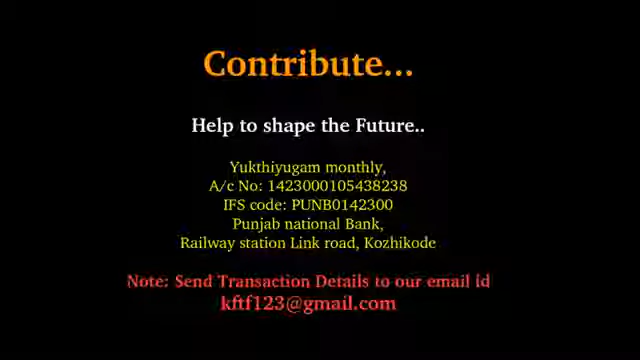 Contribute...
Help to shape the Future..
Yukthiyugam monthly,
A/c No: 1423000105438238
IFS code: PUNB0142300
Punjab national Bank,
Railway station Link road, Kozhikode
Note: Send Transaction Details to our email id
kftf123@gmail.com